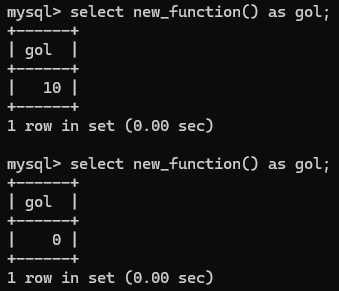 mysql> select new_function() as gol;
+------+
| gol  |
+------+
|   10 |
+------+
1 row in set (0.00 sec)

mysql> select new_function() as gol;
+------+
| gol  |
+------+
|    0 |
+------+
1 row in set (0.00 sec)